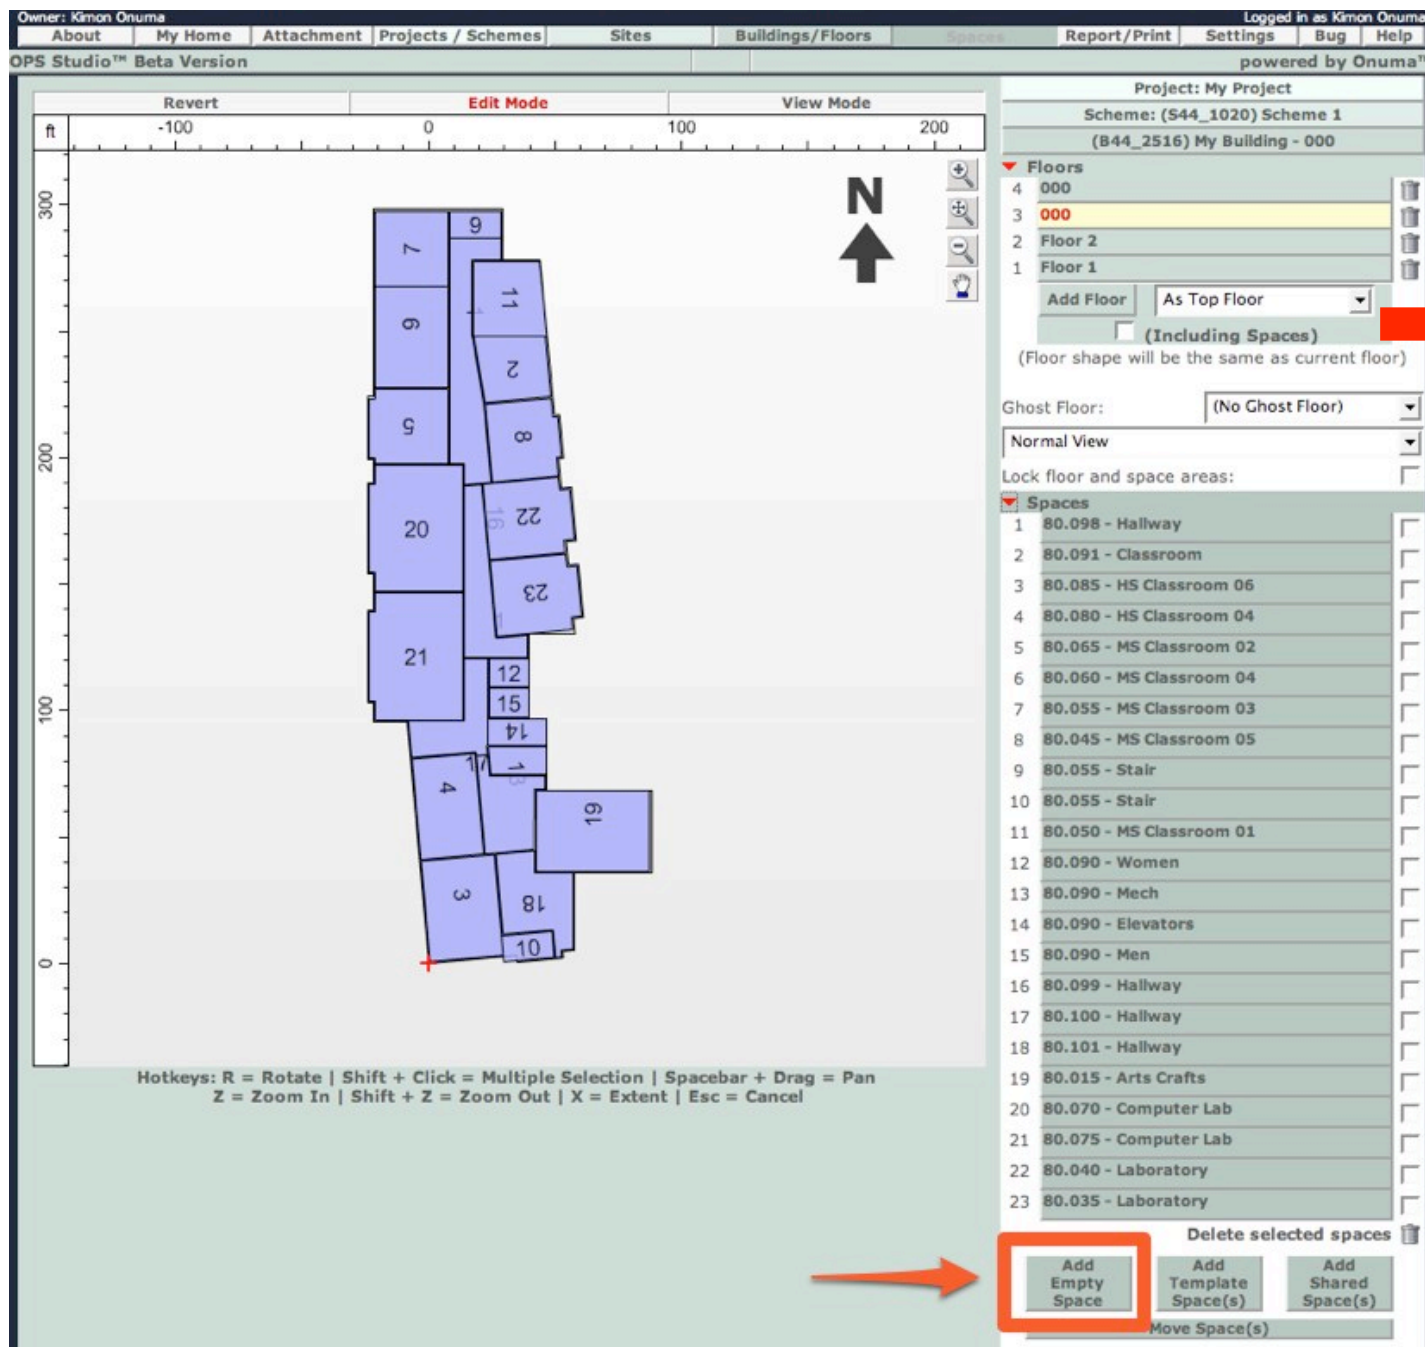 Owner: Kimon Onuma
Logged in as Kimon Onuma
About My Home Attachment Projects / Schemes Sites Buildings/Floors Spaces Report/Print Settings Bug Help
OPS Studio™ Beta Version
powered by Onuma™
Revert Edit Mode View Mode
ft -100 0 100 200
300
200
100
0
N
7
9
11
6
2
5
8
20
16 22
23
21
12
15
14
17 13
4
19
3
18
10
Hotkeys: R = Rotate | Shift + Click = Multiple Selection | Spacebar + Drag = Pan
Z = Zoom In | Shift + Z = Zoom Out | X = Extent | Esc = Cancel
Project: My Project
Scheme: (S44_1020) Scheme 1
(B44_2516) My Building - 000
Floors
4 000
3 000
2 Floor 2
1 Floor 1
Add Floor As Top Floor
(Including Spaces)
(Floor shape will be the same as current floor)
Ghost Floor: (No Ghost Floor)
Normal View
Lock floor and space areas:
Spaces
1 80.098 - Hallway
2 80.091 - Classroom
3 80.085 - HS Classroom 06
4 80.080 - HS Classroom 04
5 80.065 - MS Classroom 02
6 80.060 - MS Classroom 04
7 80.055 - MS Classroom 03
8 80.045 - MS Classroom 05
9 80.055 - Stair
10 80.055 - Stair
11 80.050 - MS Classroom 01
12 80.090 - Women
13 80.090 - Mech
14 80.090 - Elevators
15 80.090 - Men
16 80.099 - Hallway
17 80.100 - Hallway
18 80.101 - Hallway
19 80.015 - Arts Crafts
20 80.070 - Computer Lab
21 80.075 - Computer Lab
22 80.040 - Laboratory
23 80.035 - Laboratory
Delete selected spaces
Add Empty Space
Add Template Space(s)
Add Shared Space(s)
Move Space(s)